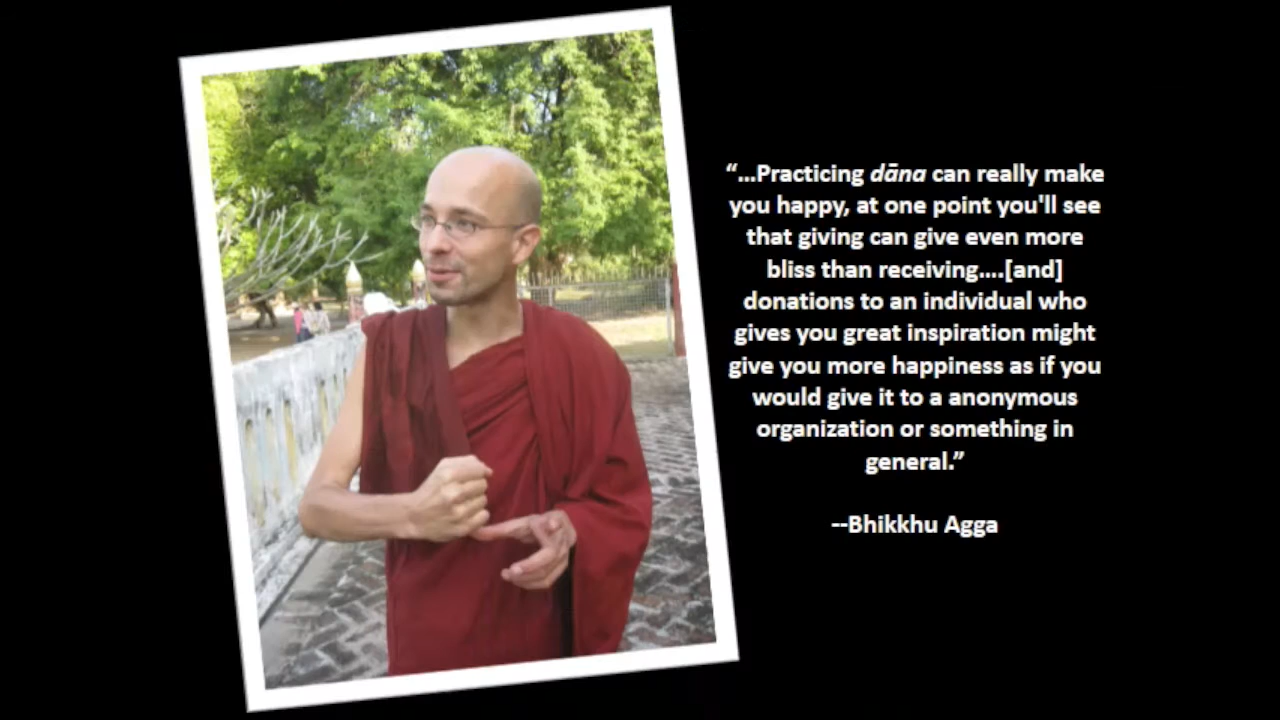 “...Practicing dāna can really make
you happy, at one point you'll see
that giving can give even more
bliss than receiving....[and]
donations to an individual who
gives you great inspiration might
give you more happiness as if you
would give it to a anonymous
organization or something in
general.”
--Bhikkhu Agga